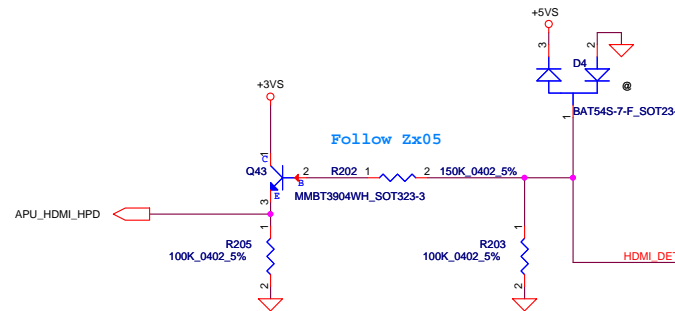 +5VS
3
2
D4
@
BAT54S-7-F_SOT23-
1
+3VS
Follow Zx05
1
C
Q43
2
B
R202
1
2
150K_0402_5%
E
MMBT3904WH_SOT323-3
3
APU_HDMI_HPD
1
R205
100K_0402_5%
2
1
R203
100K_0402_5%
2
HDMI_DET